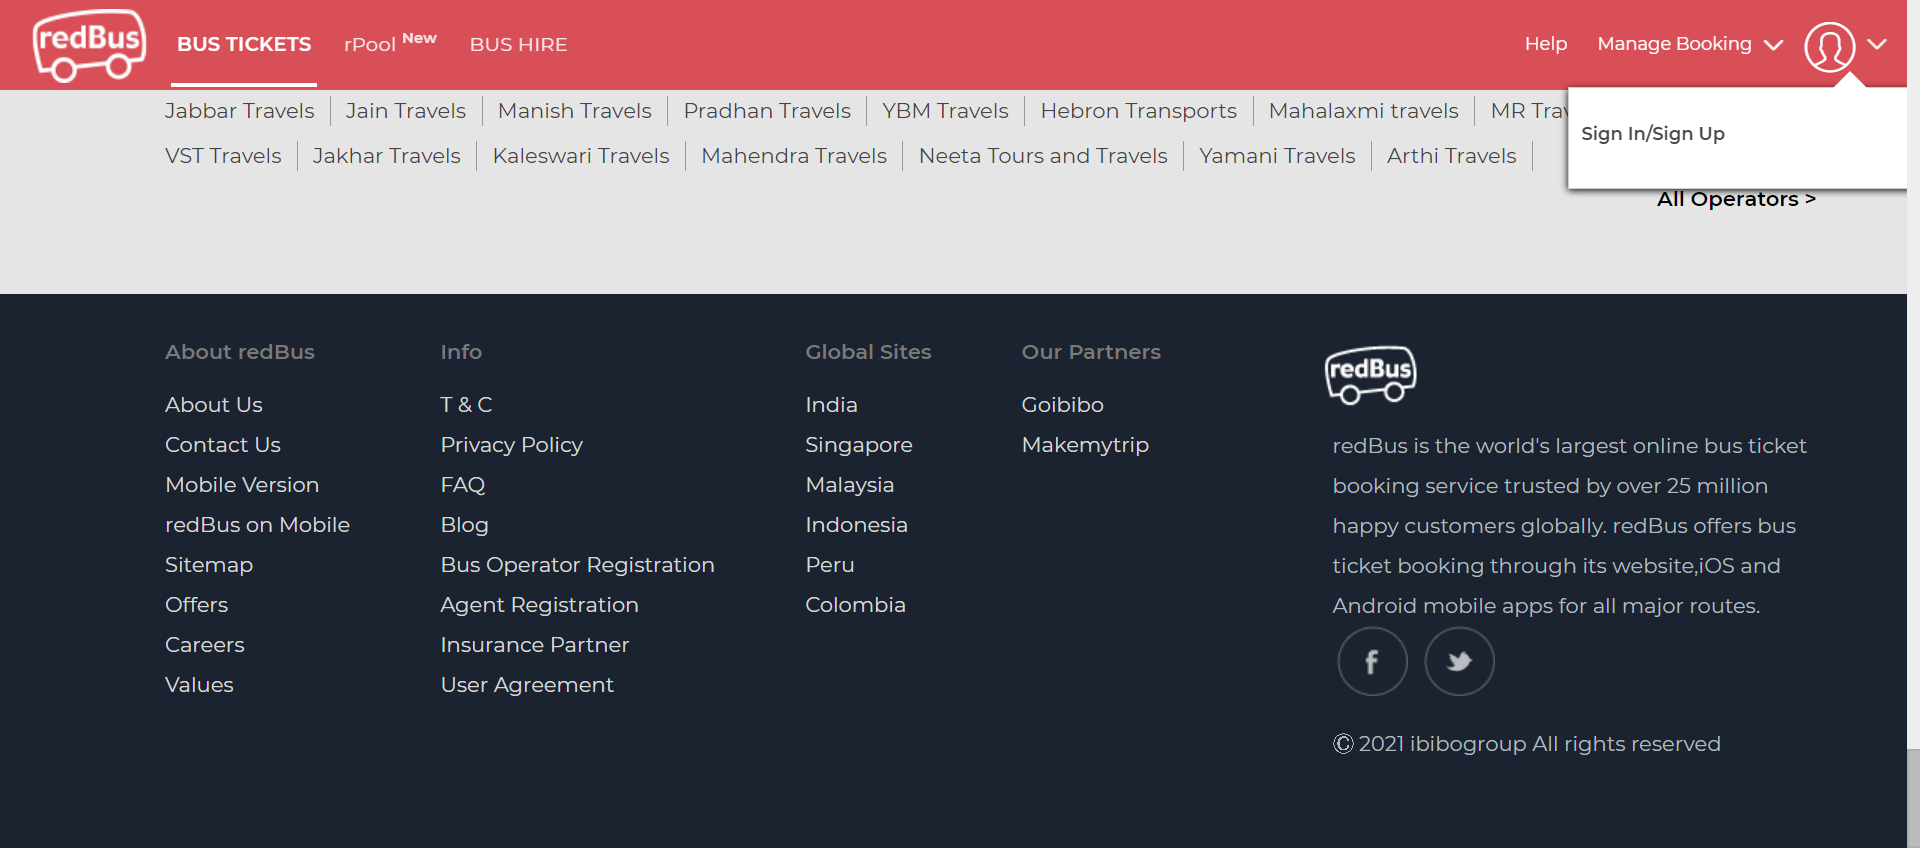 redBus BUS TICKETS rPool New BUS HIRE Help Manage Booking
Jabbar Travels Jain Travels Manish Travels Pradhan Travels YBM Travels Hebron Transports Mahalaxmi travels MR
Sign In/Sign Up
VST Travels Jakhar Travels Kaleswari Travels Mahendra Travels Neeta Tours and Travels Yamani Travels Arthi Travels
All Operators >
About redBus
About Us
Contact Us
Mobile Version
redBus on Mobile
Sitemap
Offers
Careers
Values
Info
T & C
Privacy Policy
FAQ
Blog
Bus Operator Registration
Agent Registration
Insurance Partner
User Agreement
Global Sites
India
Singapore
Malaysia
Indonesia
Peru
Colombia
Our Partners
Goibibo
Makemytrip
redBus
redBus is the world's largest online bus ticket
booking service trusted by over 25 million
happy customers globally. redBus offers bus
ticket booking through its website,iOS and
Android mobile apps for all major routes.
f
© 2021 ibibogroup All rights reserved